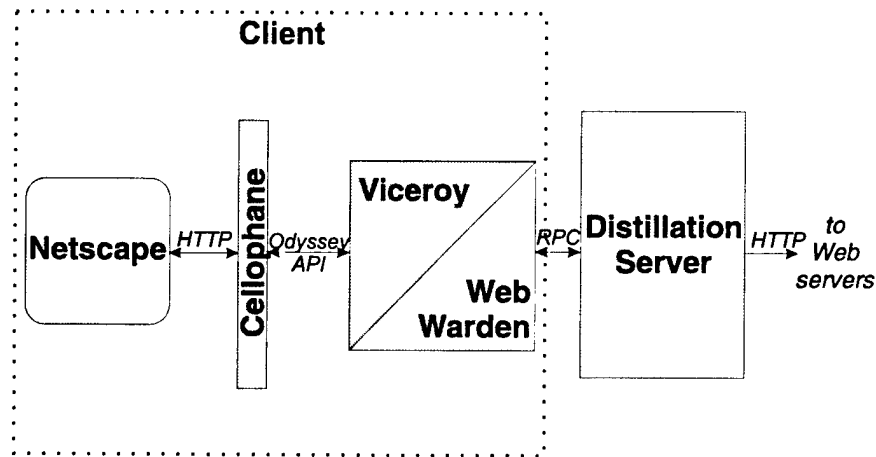 Client
Netscape
HTTP
Cellophane
Odyssey
API
Viceroy
Web
Warden
RPC
Distillation
Server
HTTP
to
Web
servers